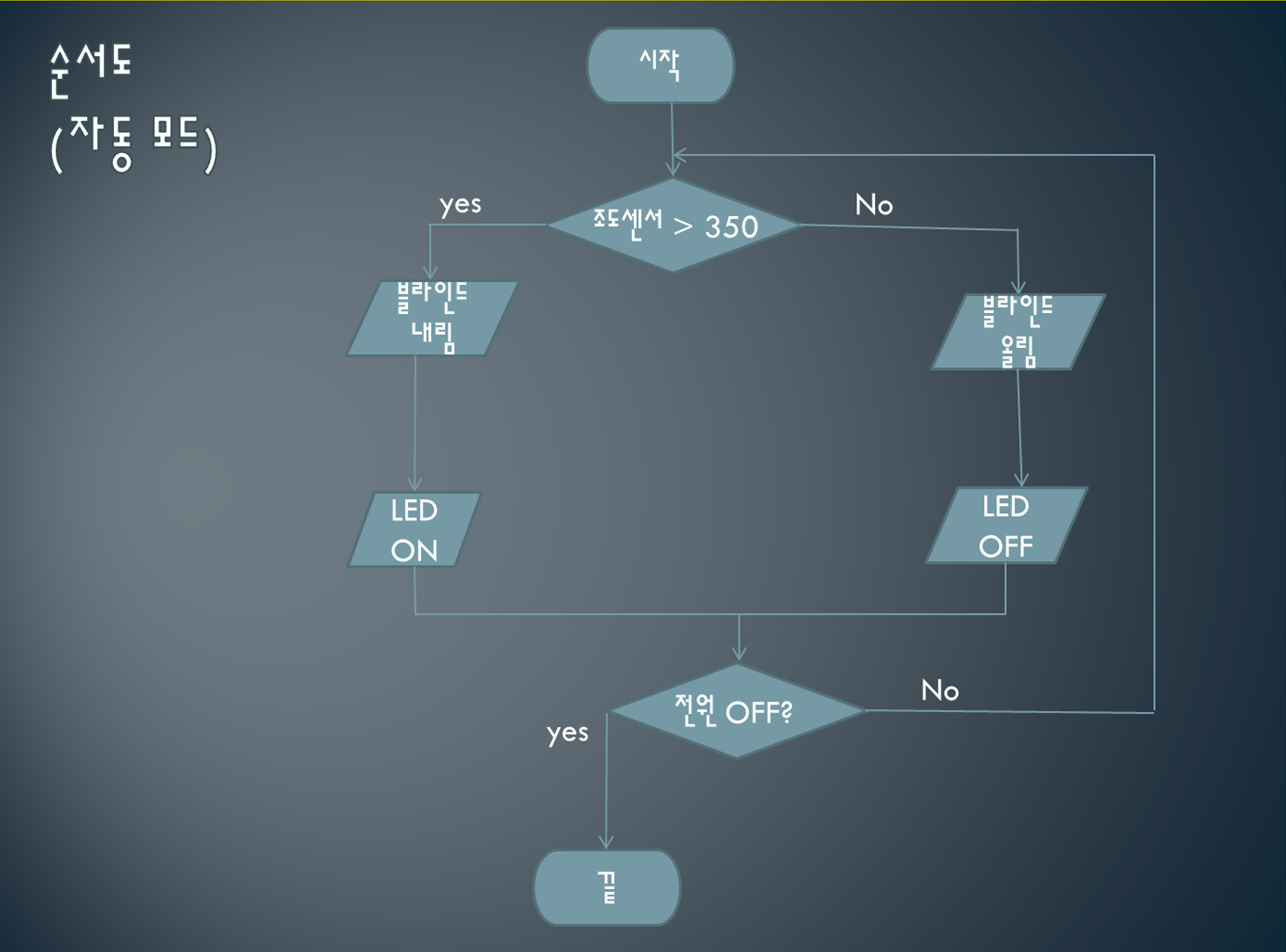 순서도
(자동 모드)
시작
조도센서 > 350
yes
No
블라인드
내림
블라인드
올림
LED
ON
LED
OFF
전원 OFF?
No
yes
끝